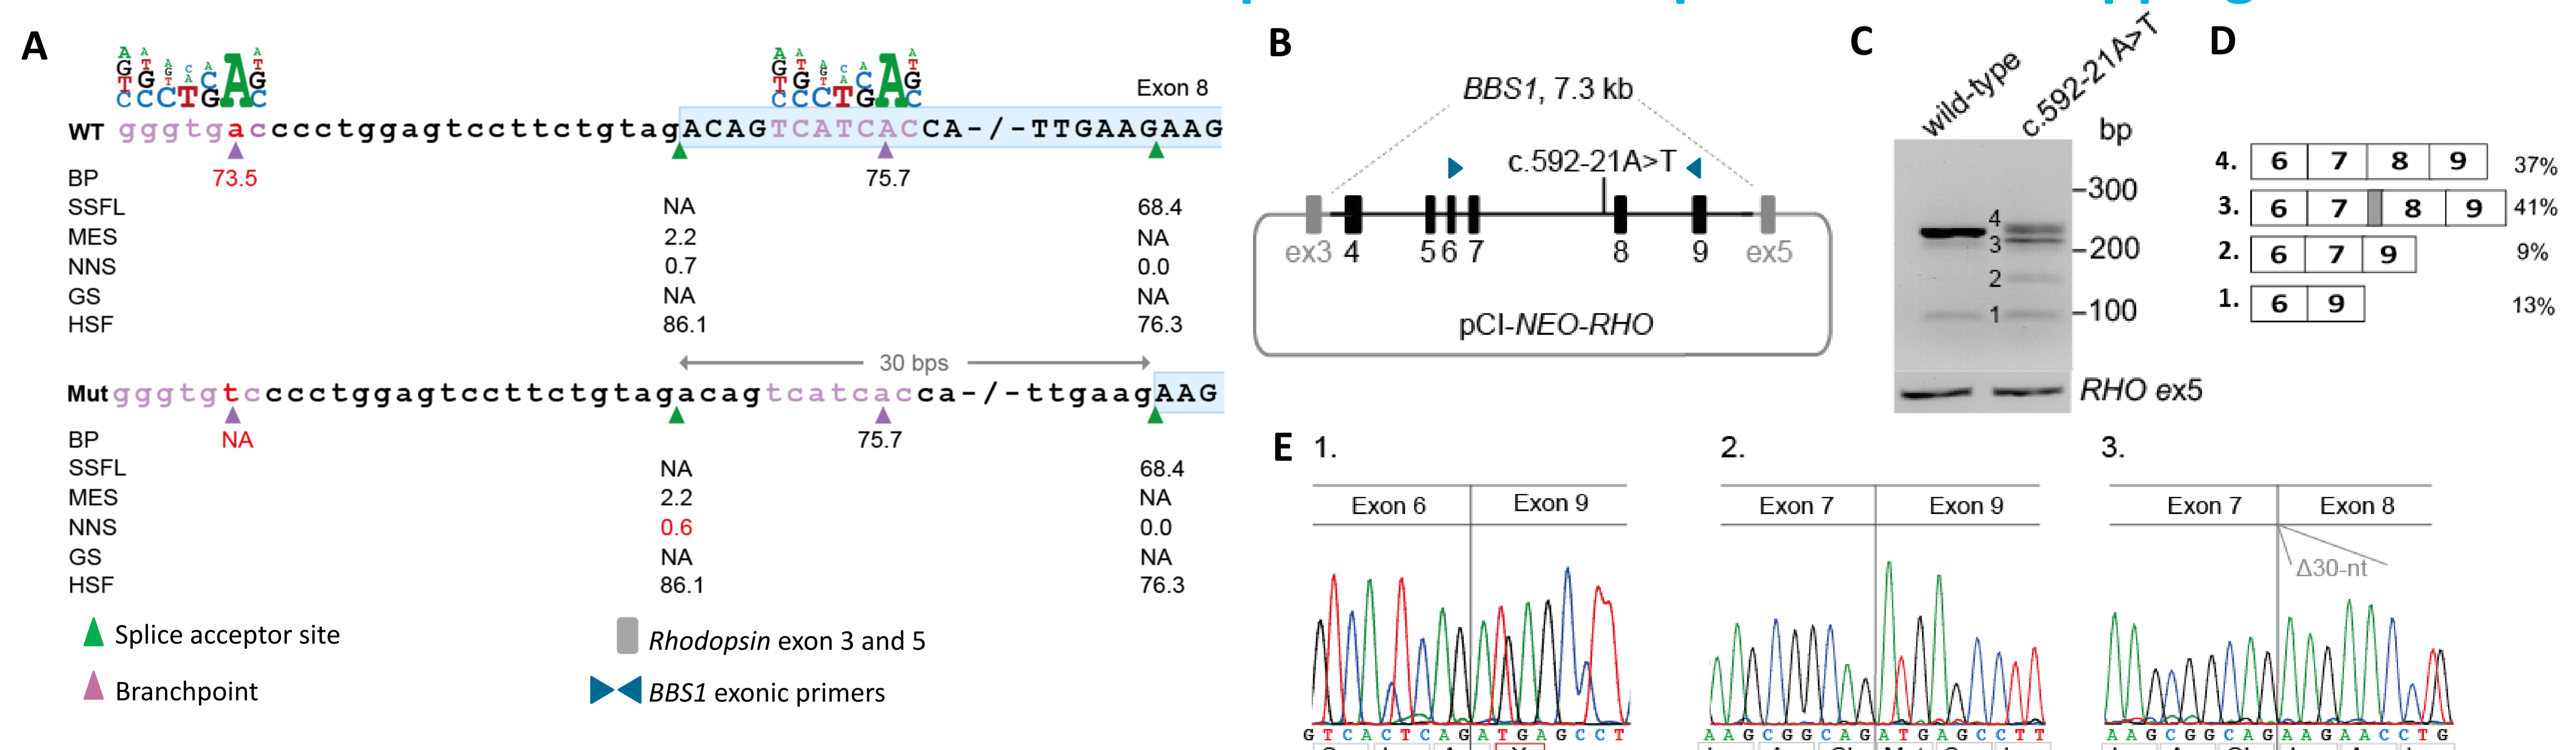 A
Exon 8
WT gggtgaccccctggagtccttctgtagACAGTCATCACCA-/-TTGAAGAAG
BP 73.5 75.7
SSFL NA 68.4
MES 2.2 NA
NNS 0.7 0.0
GS NA NA
HSF 86.1 76.3
30 bps
Mut gggtgtccccctggagtccttctgtagacagtcatcacca-/-ttgaagAAG
BP NA 75.7
SSFL NA 68.4
MES 2.2 NA
NNS 0.6 0.0
GS NA NA
HSF 86.1 76.3
Splice acceptor site
Branchpoint
Rhodopsin exon 3 and 5
BBS1 exonic primers
B
BBS1, 7.3 kb
c.592-21A>T
ex3 4 5 6 7 8 9 ex5
pCI-NEO-RHO
C
wild-type
c.592-21A>T
bp
300
200
100
4
3
2
1
RHO ex5
D
4. 6 7 8 9 37%
3. 6 7 8 9 41%
2. 6 7 9 9%
1. 6 9 13%
E
1.
Exon 6 Exon 9
GTCACTCAGATGAGCCT
2.
Exon 7 Exon 9
AAGCGGCAGATGAGCCTT
3.
Exon 7 Exon 8
Δ30-nt
AAGCGGCAGAAGAACCTG